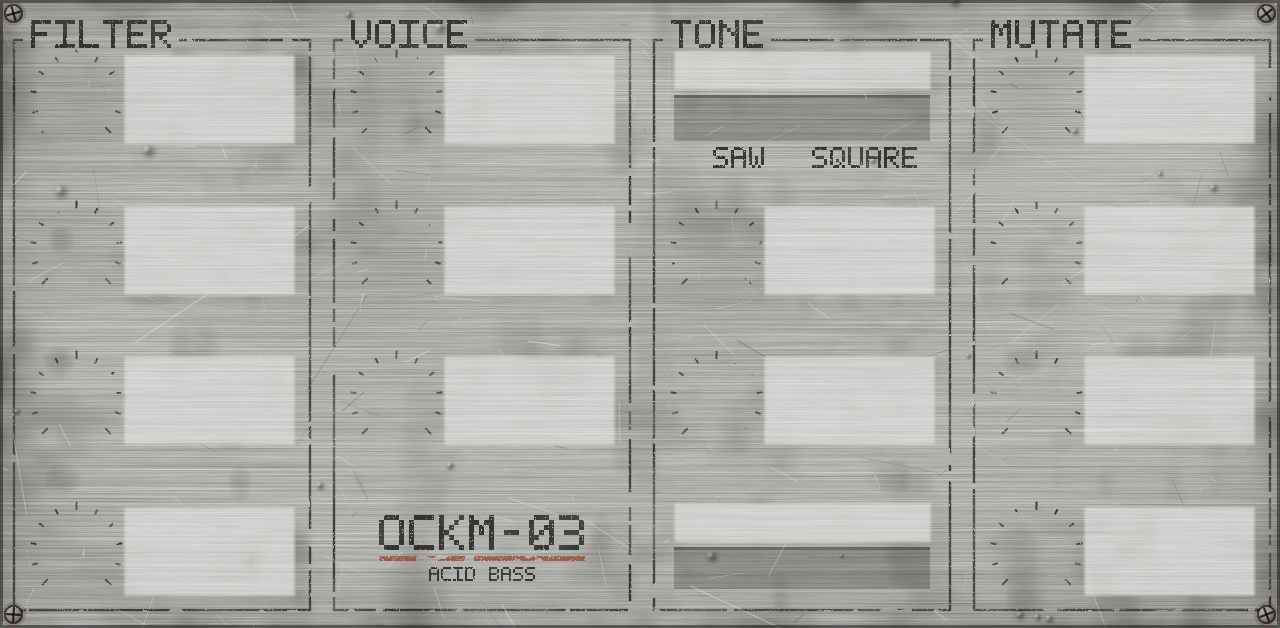 FILTER
VOICE
TONE
MUTATE
SAW SQUARE
OCKM-03
ACID BASS